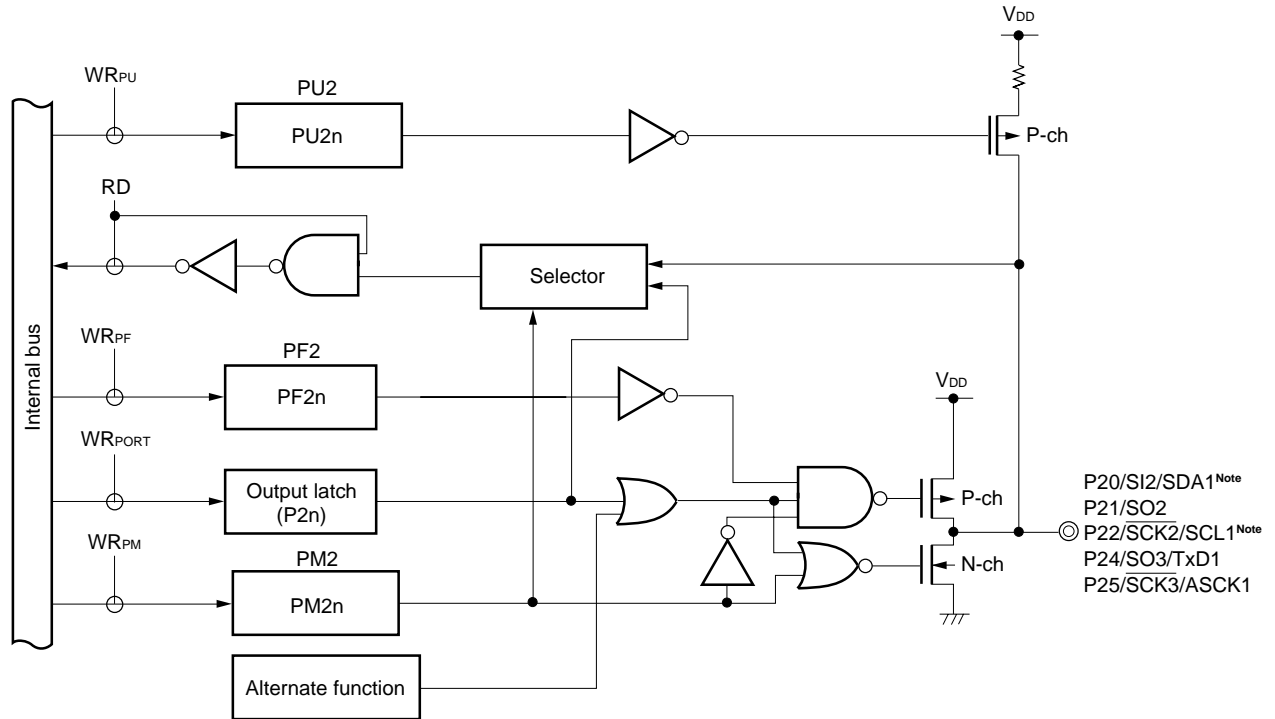 VDD
WRPU
PU2
PU2n
P-ch
RD
Selector
Internal bus
WRPF
PF2
PF2n
VDD
WRPORT
Output latch
(P2n)
P-ch
P20/SI2/SDA1Note
P21/SO2
P22/SCK2/SCL1Note
P24/SO3/TxD1
P25/SCK3/ASCK1
WRPM
PM2
PM2n
N-ch
Alternate function